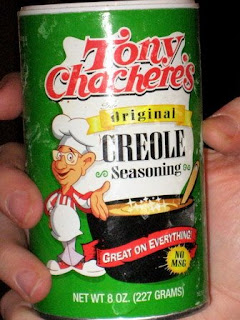 Tony
Chachere's
Original
CREOLE
Seasoning
GREAT ON EVERYTHING!
NO
MSG
NET WT 8 OZ. (227 GRAMS)